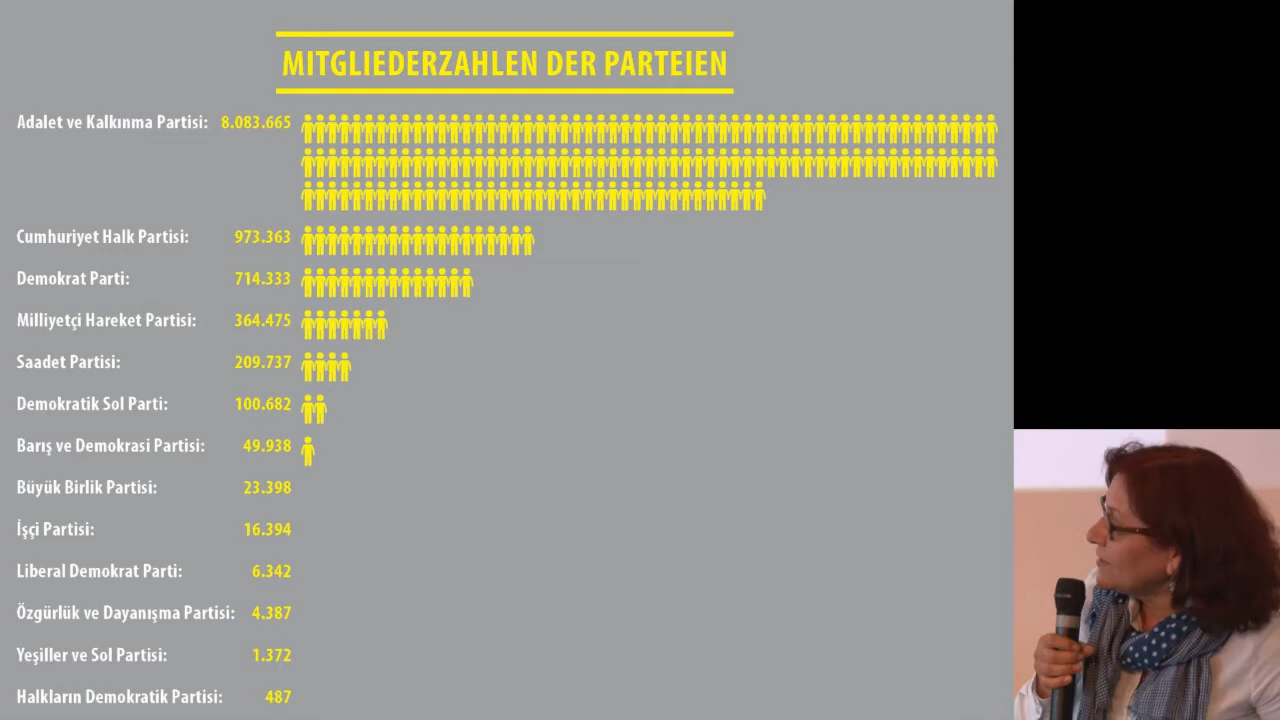 MITGLIEDERZAHLEN DER PARTEIEN
Adalet ve Kalkınma Partisi: 8.083.665
Cumhuriyet Halk Partisi: 973.363
Demokrat Parti: 714.333
Milliyetçi Hareket Partisi: 364.475
Saadet Partisi: 209.737
Demokratik Sol Parti: 100.682
Barış ve Demokrasi Partisi: 49.938
Büyük Birlik Partisi: 23.398
İşçi Partisi: 16.394
Liberal Demokrat Parti: 6.342
Özgürlük ve Dayanışma Partisi: 4.387
Yeşiller ve Sol Partisi: 1.372
Halkların Demokratik Partisi: 487